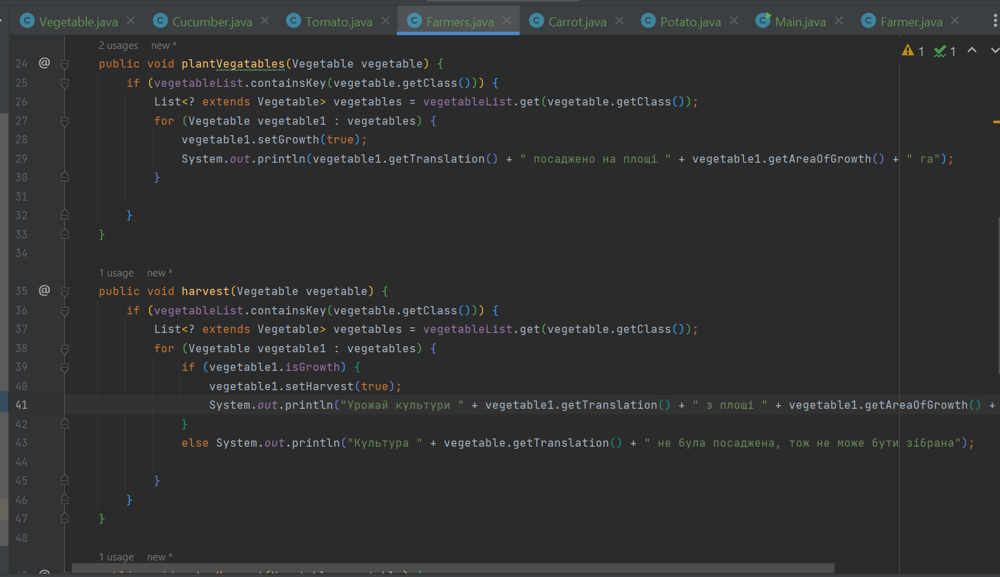 Vegetable.java Cucumber.java Tomato.java Farmers.java Carrot.java Potato.java Main.java Farmer.java
2 usages new *
1 1
24 @ public void plantVegatables(Vegetable vegetable) {
25 if (vegetableList.containsKey(vegetable.getClass())) {
26 List<? extends Vegetable> vegetables = vegetableList.get(vegetable.getClass());
27 for (Vegetable vegetable1 : vegetables) {
28 vegetable1.setGrowth(true);
29 System.out.println(vegetable1.getTranslation() + " посаджено на площі " + vegetable1.getAreaOfGrowth() + " га");
30 }
31
32 }
33 }
34
1 usage new *
35 @ public void harvest(Vegetable vegetable) {
36 if (vegetableList.containsKey(vegetable.getClass())) {
37 List<? extends Vegetable> vegetables = vegetableList.get(vegetable.getClass());
38 for (Vegetable vegetable1 : vegetables) {
39 if (vegetable1.isGrowth) {
40 vegetable1.setHarvest(true);
41 System.out.println("Урожай культури " + vegetable1.getTranslation() + " з площі " + vegetable1.getAreaOfGrowth() +
42 }
43 else System.out.println("Культура " + vegetable.getTranslation() + " не була посаджена, тож не може бути зібрана");
44
45 }
46 }
47 }
48
1 usage new *